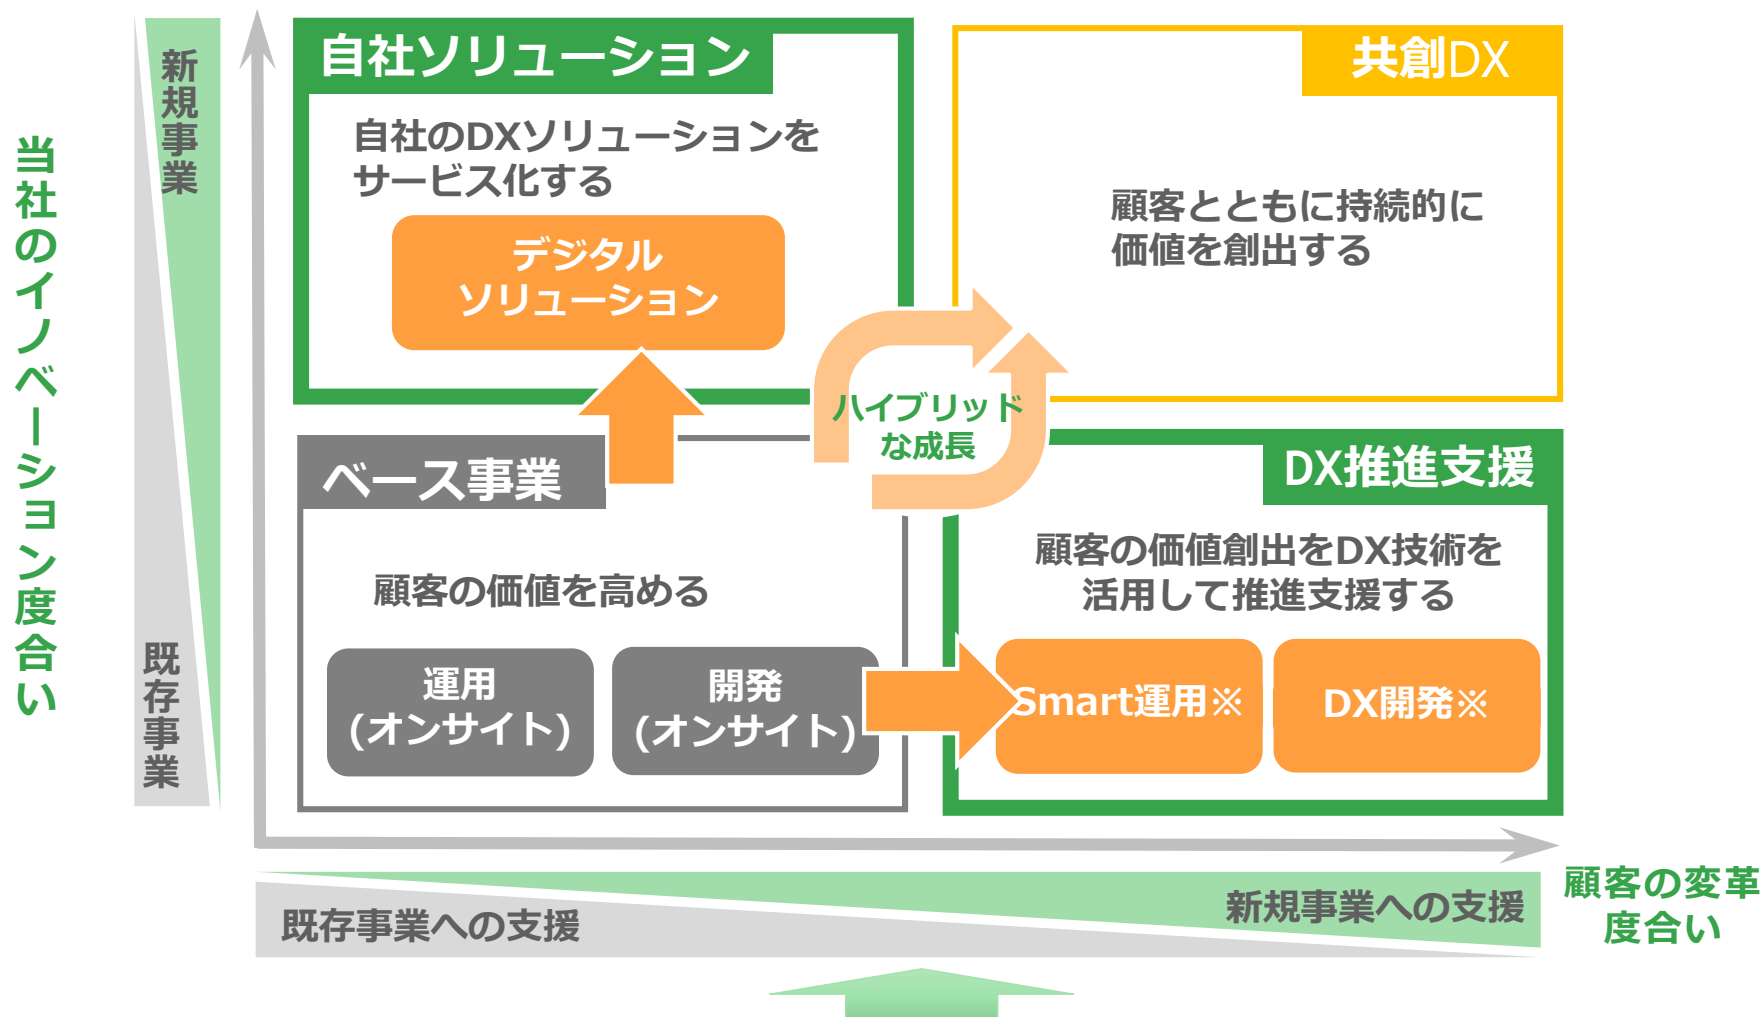 当社のイノベーション度合い
新規事業
既存事業
自社ソリューション
自社のDXソリューションを
サービス化する
デジタル
ソリューション
共創DX
顧客とともに持続的に
価値を創出する
ハイブリッド
な成長
ベース事業
顧客の価値を高める
運用
(オンサイト)
開発
(オンサイト)
DX推進支援
顧客の価値創出をDX技術を
活用して推進支援する
Smart運用※
DX開発※
既存事業への支援
新規事業への支援
顧客の変革
度合い